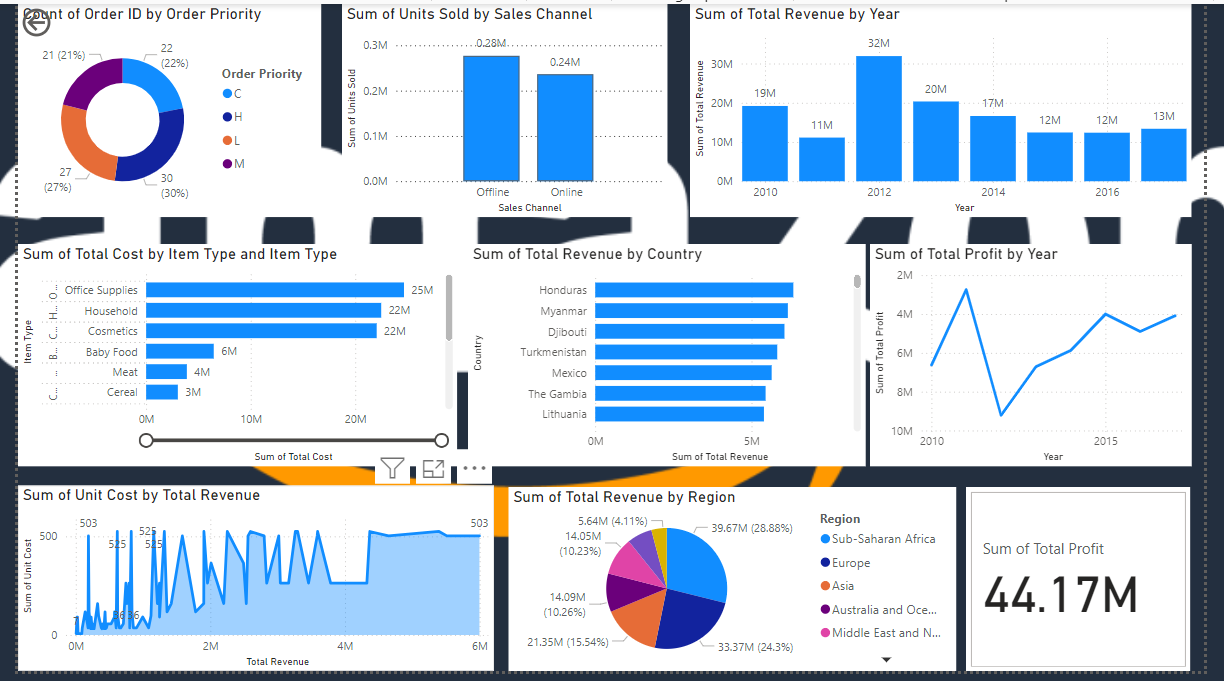 Count of Order ID by Order Priority
21 (21%)
22
(22%)
27
(27%)
30
(30%)
Order Priority
C
H
L
M
Sum of Units Sold by Sales Channel
Sum of Units Sold
0.3M
0.2M
0.1M
0.0M
0.28M
0.24M
Offline
Online
Sales Channel
Sum of Total Revenue by Year
Sum of Total Revenue
30M
20M
10M
0M
19M
11M
32M
20M
17M
12M
12M
13M
2010
2012
2014
2016
Year
Sum of Total Cost by Item Type and Item Type
Item Type
O...
Office Supplies
25M
H...
Household
22M
C...
Cosmetics
22M
B...
Baby Food
6M
...
Meat
4M
C...
Cereal
3M
0M
10M
20M
Sum of Total Cost
Sum of Total Revenue by Country
Country
Honduras
Myanmar
Djibouti
Turkmenistan
Mexico
The Gambia
Lithuania
0M
5M
Sum of Total Revenue
Sum of Total Profit by Year
Sum of Total Profit
2M
4M
6M
8M
10M
2010
2015
Year
Sum of Unit Cost by Total Revenue
Sum of Unit Cost
500
0
503
525
525
525
503
0M
2M
4M
6M
Total Revenue
Sum of Total Revenue by Region
5.64M (4.11%)
14.05M
(10.23%)
14.09M
(10.26%)
21.35M (15.54%)
39.67M (28.88%)
33.37M (24.3%)
Region
Sub-Saharan Africa
Europe
Asia
Australia and Oce...
Middle East and N...
Sum of Total Profit
44.17M